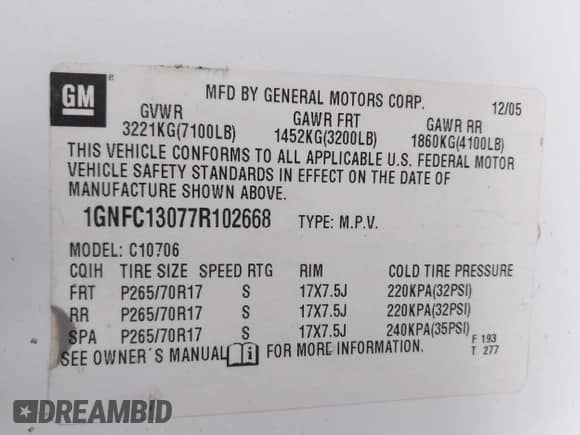 GM ® MFD BY GENERAL MOTORS CORP. 12/05
GVWR GAWR FRT GAWR RR
3221KG(7100LB) 1452KG(3200LB) 1860KG(4100LB)
THIS VEHICLE CONFORMS TO ALL APPLICABLE U.S. FEDERAL MOTOR
VEHICLE SAFETY STANDARDS IN EFFECT ON THE DATE OF
MANUFACTURE SHOWN ABOVE.
1GNFC13077R102668 TYPE: M.P.V.
MODEL: C10706
CQIH TIRE SIZE SPEED RTG RIM COLD TIRE PRESSURE
FRT P265/70R17 S 17X7.5J 220KPA(32PSI)
RR P265/70R17 S 17X7.5J 220KPA(32PSI)
SPA P265/70R17 S 17X7.5J 240KPA(35PSI)
F 193
SEE OWNER´S MANUAL i FOR MORE INFORMATION. T 277
DREAMBID